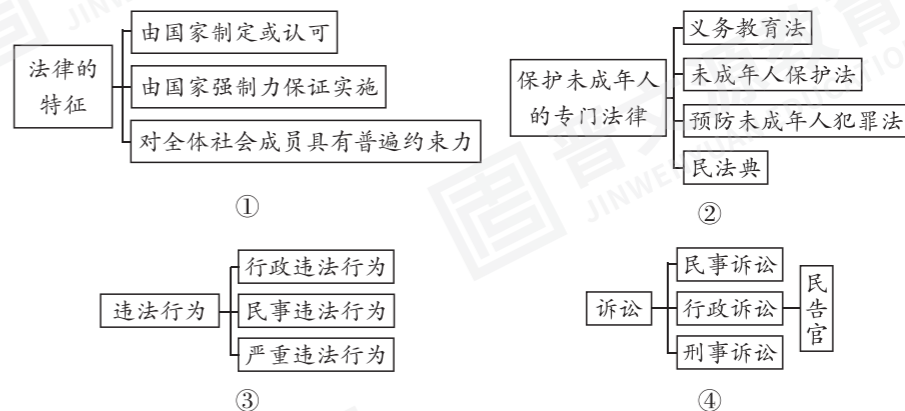 法律的
特征
由国家制定或认可
由国家强制力保证实施
对全体社会成员具有普遍约束力
①
保护未成年人
的专门法律
义务教育法
未成年人保护法
预防未成年人犯罪法
民法典
②
违法行为
行政违法行为
民事违法行为
严重违法行为
③
诉讼
民事诉讼
行政诉讼
刑事诉讼
民告官
④